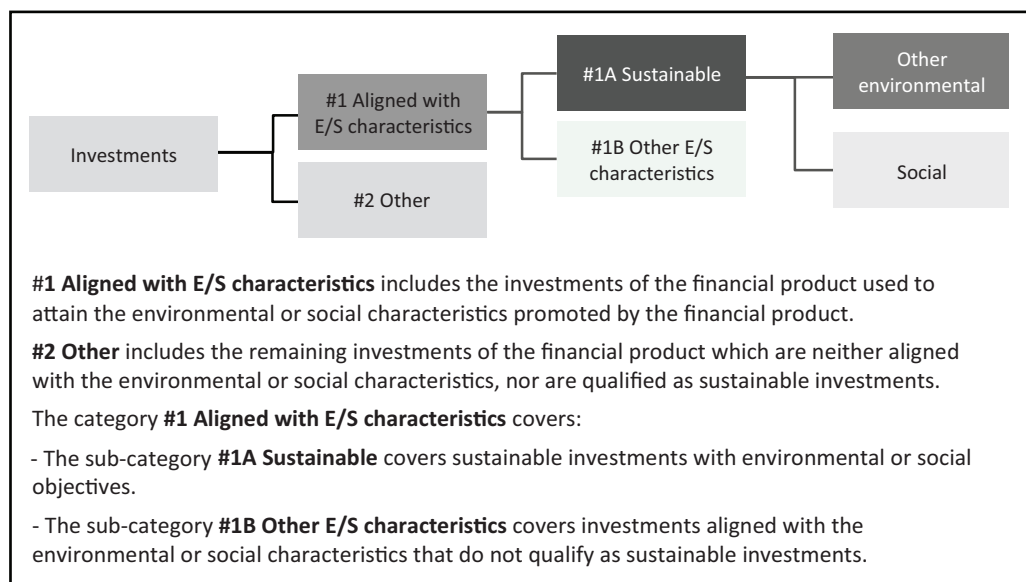 Investments
#1 Aligned with
E/S characteristics
#2 Other
#1A Sustainable
#1B Other E/S
characteristics
Other
environmental
Social
#1 Aligned with E/S characteristics includes the investments of the financial product used to
attain the environmental or social characteristics promoted by the financial product.
#2 Other includes the remaining investments of the financial product which are neither aligned
with the environmental or social characteristics, nor are qualified as sustainable investments.
The category #1 Aligned with E/S characteristics covers:
- The sub-category #1A Sustainable covers sustainable investments with environmental or social
objectives.
- The sub-category #1B Other E/S characteristics covers investments aligned with the
environmental or social characteristics that do not qualify as sustainable investments.